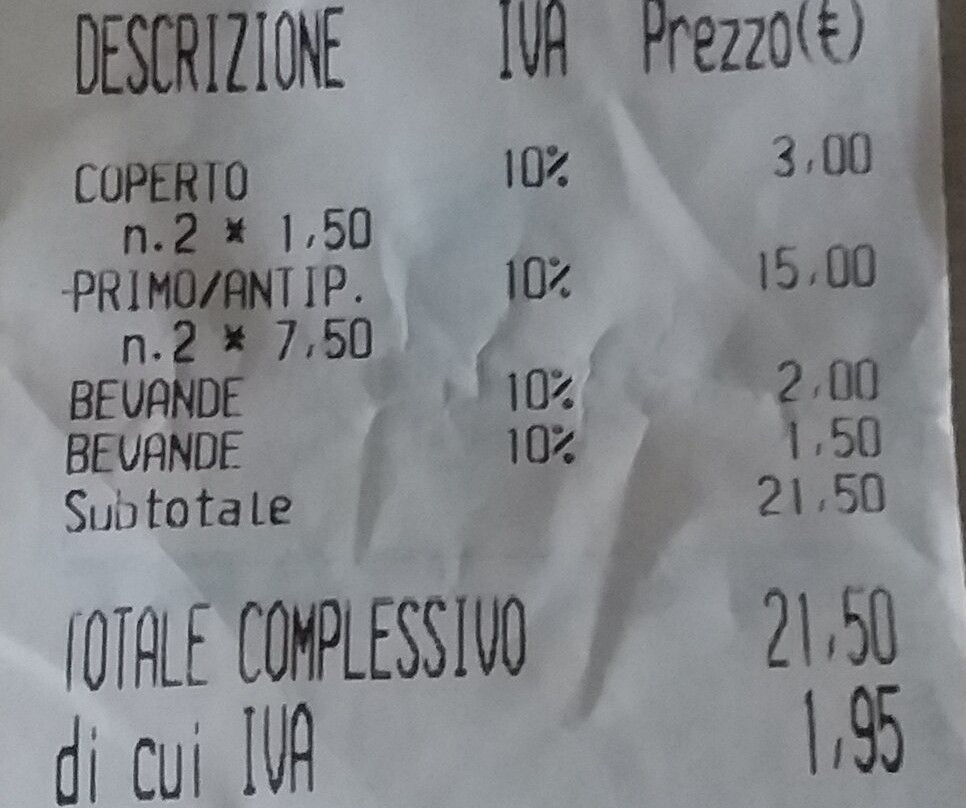 DESCRIZIONE IVA Prezzo(€)
COPERTO 10% 3,00
n.2 * 1,50
PRIMO/ANTIP. 10% 15,00
n.2 * 7,50
BEVANDE 10% 2,00
BEVANDE 10% 1,50
Subtotale 21,50
TOTALE COMPLESSIVO 21,50
di cui IVA 1,95